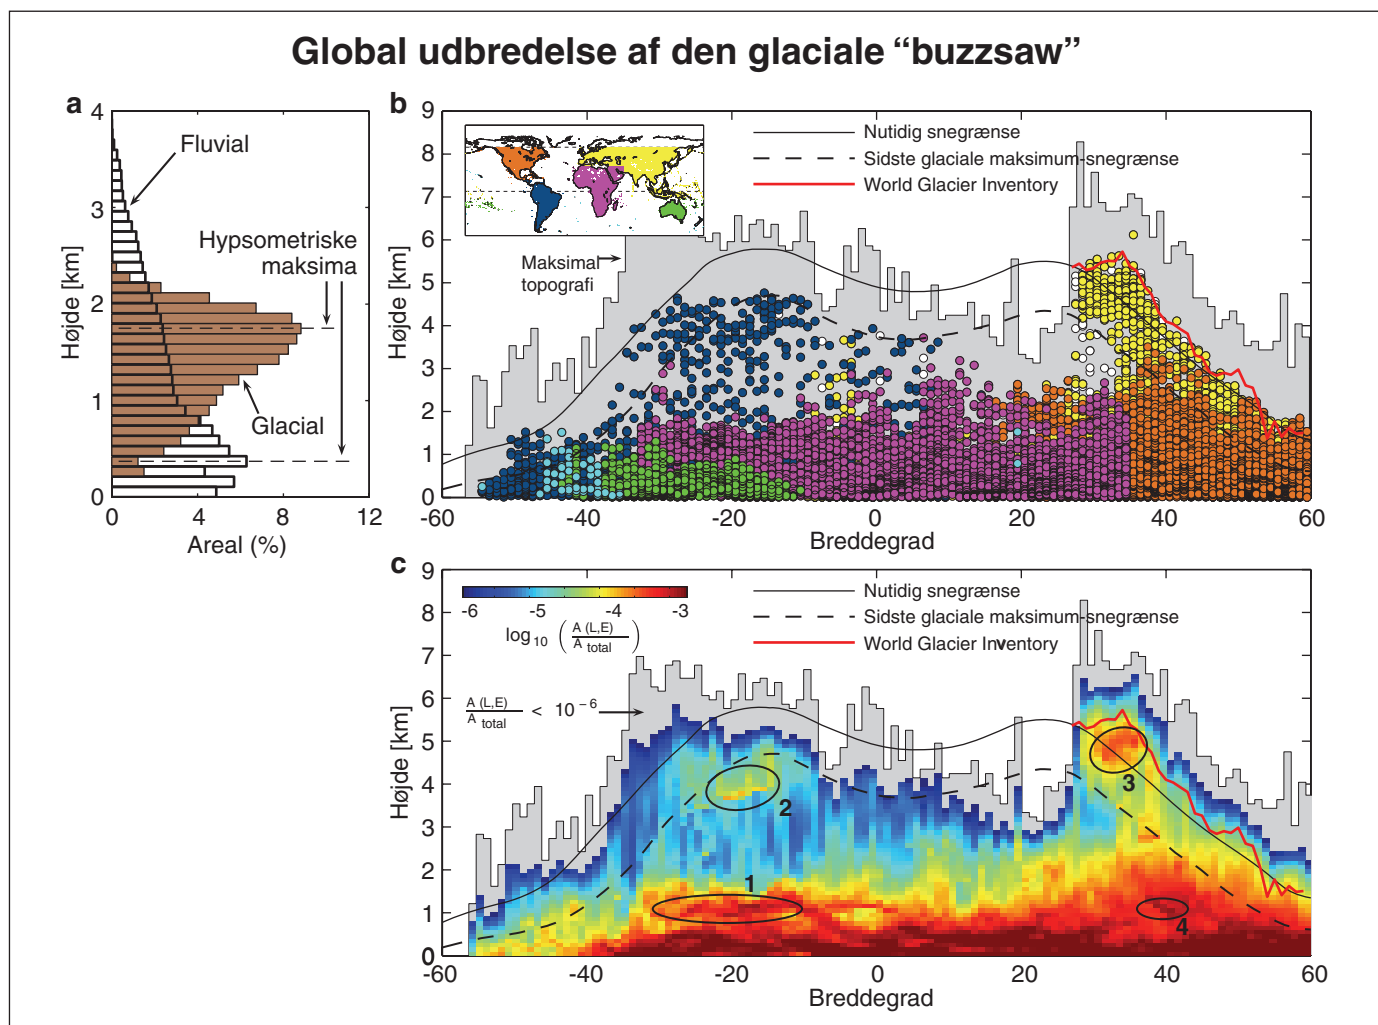 Global udbredelse af den glaciale “buzzsaw”
a
4
3
2
1
0
Højde [km]
Fluvial
Hypsometriske
maksima
Glacial
0 4 8 12
Areal (%)
b
9
8
7
6
5
4
3
2
1
0
Højde [km]
Nutidig snegrænse
Sidste glaciale maksimum-snegrænse
World Glacier Inventory
Maksimal
topografi
-60 -40 -20 0 20 40 60
Breddegrad
c
9
8
7
6
5
4
3
2
1
0
Højde [km]
-6 -5 -4 -3
log10 ( A (L,E) / A total )
Nutidig snegrænse
Sidste glaciale maksimum-snegrænse
World Glacier Inventory
A (L,E) / A total < 10-6
1
2
3
4
-60 -40 -20 0 20 40 60
Breddegrad